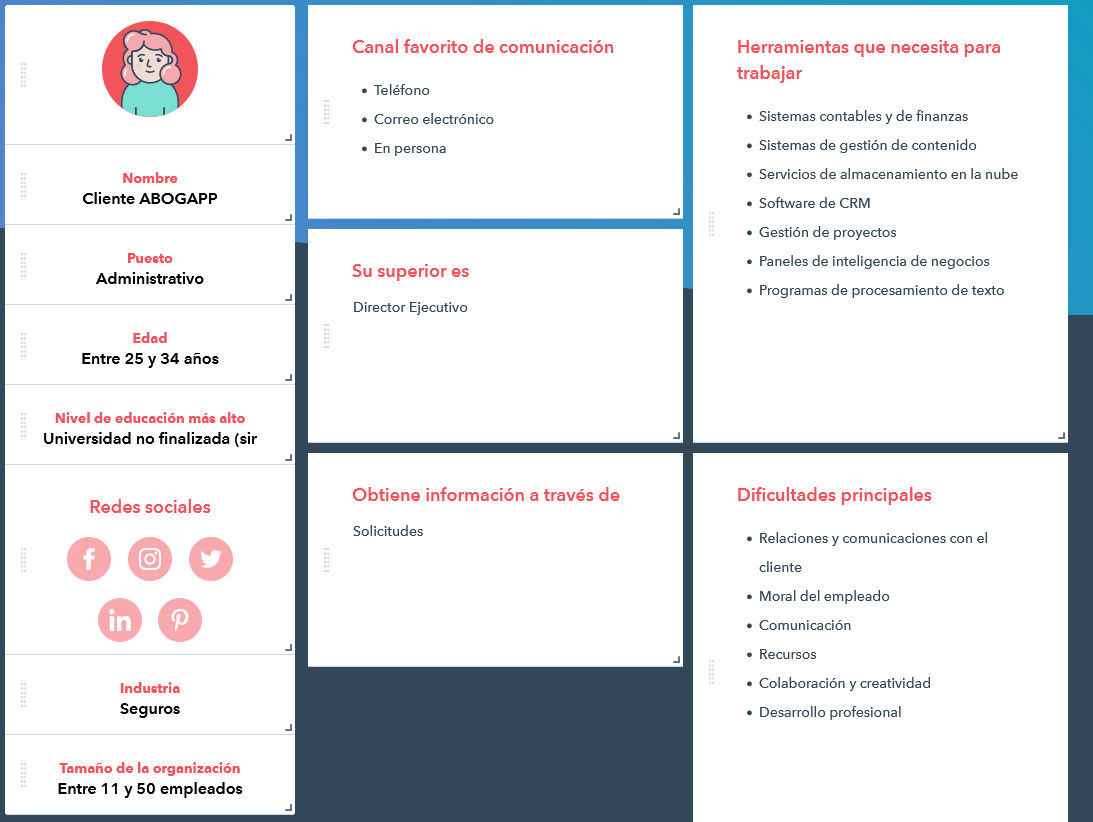 Nombre
Cliente ABOGAPP
Puesto
Administrativo
Edad
Entre 25 y 34 años
Nivel de educación más alto
Universidad no finalizada (sir
Redes sociales
Industria
Seguros
Tamaño de la organización
Entre 11 y 50 empleados
Canal favorito de comunicación
Teléfono
Correo electrónico
En persona
Su superior es
Director Ejecutivo
Obtiene información a través de
Solicitudes
Herramientas que necesita para
trabajar
Sistemas contables y de finanzas
Sistemas de gestión de contenido
Servicios de almacenamiento en la nube
Software de CRM
Gestión de proyectos
Paneles de inteligencia de negocios
Programas de procesamiento de texto
Dificultades principales
Relaciones y comunicaciones con el
cliente
Moral del empleado
Comunicación
Recursos
Colaboración y creatividad
Desarrollo profesional